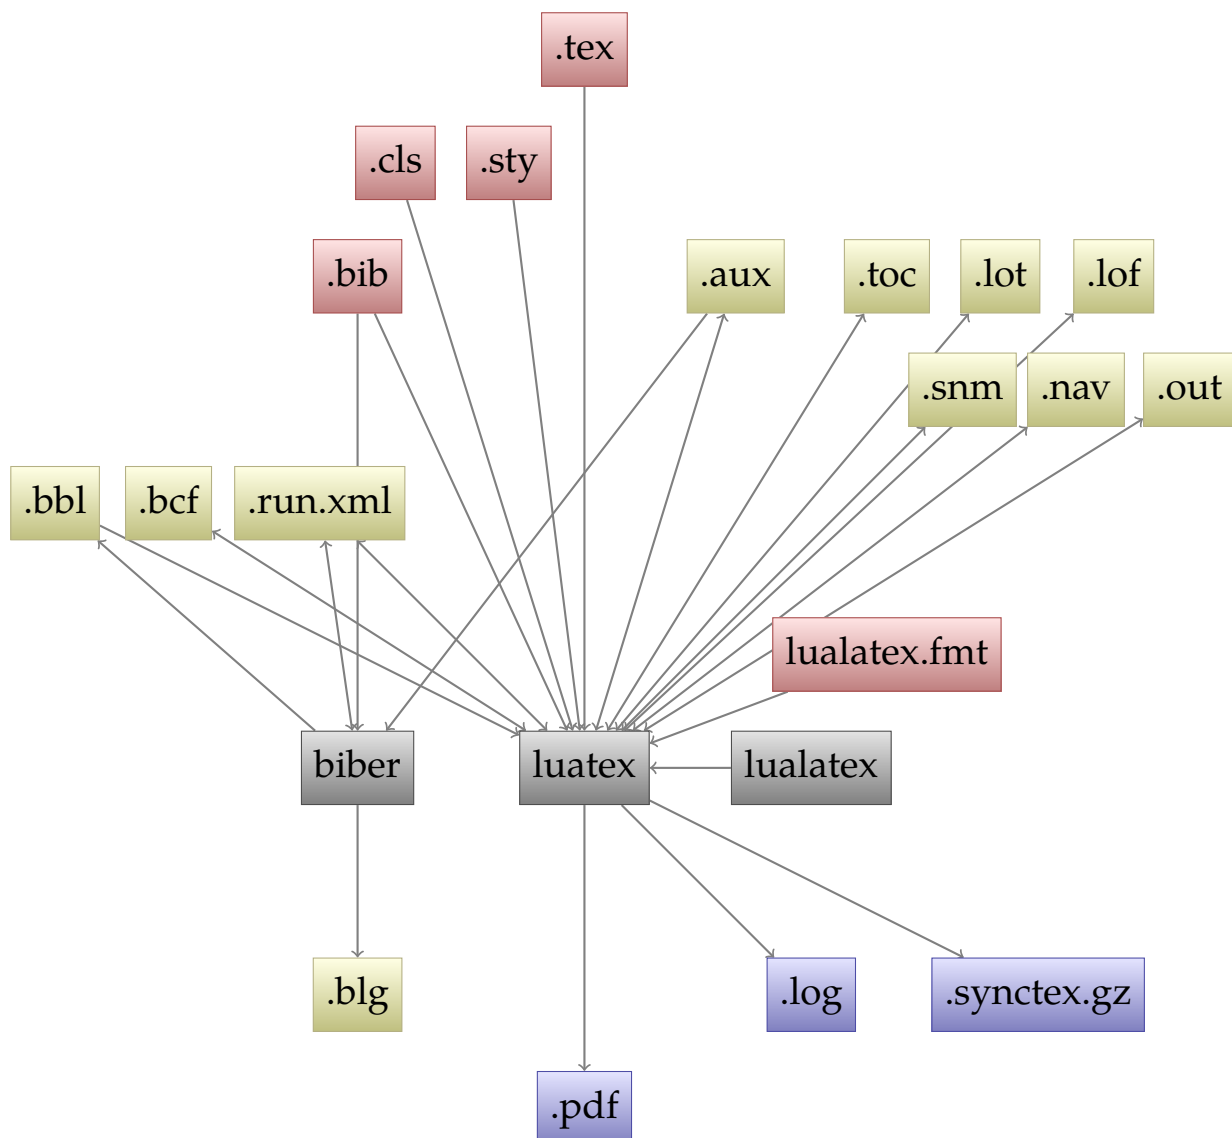 .tex
.cls
.sty
.bib
.aux
.toc
.lot
.lof
.snm
.nav
.out
.bbl
.bcf
.run.xml
lualatex.fmt
biber
luatex
lualatex
.blg
.log
.synctex.gz
.pdf